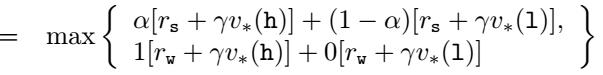 = max { α[r_s + γv_*(h)] + (1 − α)[r_s + γv_*(l)],
1[r_w + γv_*(h)] + 0[r_w + γv_*(l)] }